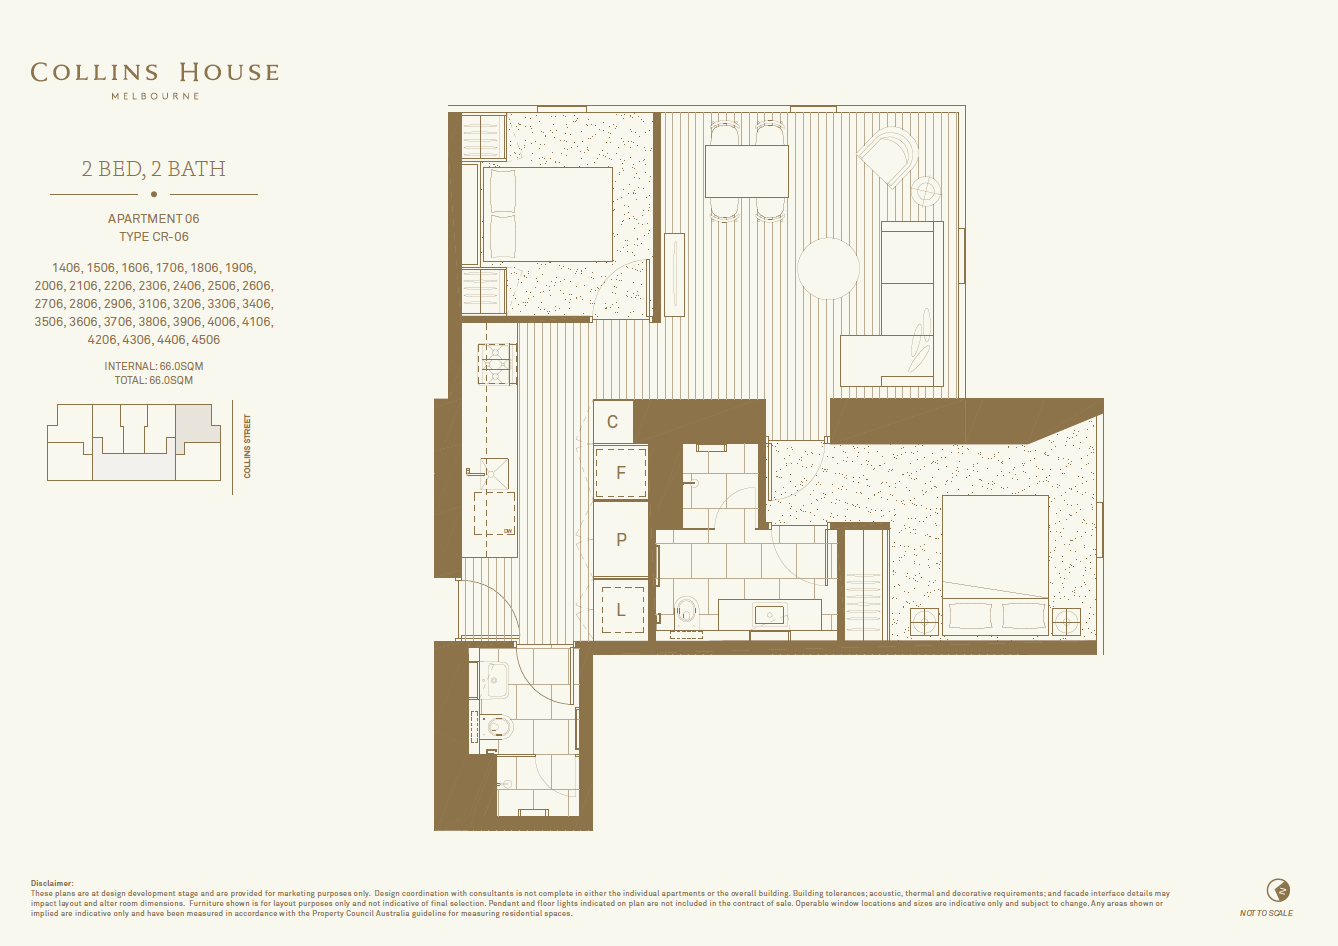 COLLINS HOUSE
MELBOURNE
2 BED, 2 BATH
APARTMENT 06
TYPE CR-06
1406, 1506, 1606, 1706, 1806, 1906,
2006, 2106, 2206, 2306, 2406, 2506, 2606,
2706, 2806, 2906, 3106, 3206, 3306, 3406,
3506, 3606, 3706, 3806, 3906, 4006, 4106,
4206, 4306, 4406, 4506
INTERNAL: 66.0SQM
TOTAL: 66.0SQM
COLLINS STREET
C
F
P
L
DW
Disclaimer:
These plans are at design development stage and are provided for marketing purposes only. Design coordination with consultants is not complete in either the individual apartments or the overall building. Building tolerances; acoustic, thermal and decorative requirements; and facade interface details may
impact layout and alter room dimensions. Furniture shown is for layout purposes only and not indicative of final selection. Pendant and floor lights indicated on plan are not included in the contract of sale. Operable window locations and sizes are indicative only and subject to change. Any areas shown or
implied are indicative only and have been measured in accordance with the Property Council Australia guideline for measuring residential spaces.
N
NOT TO SCALE